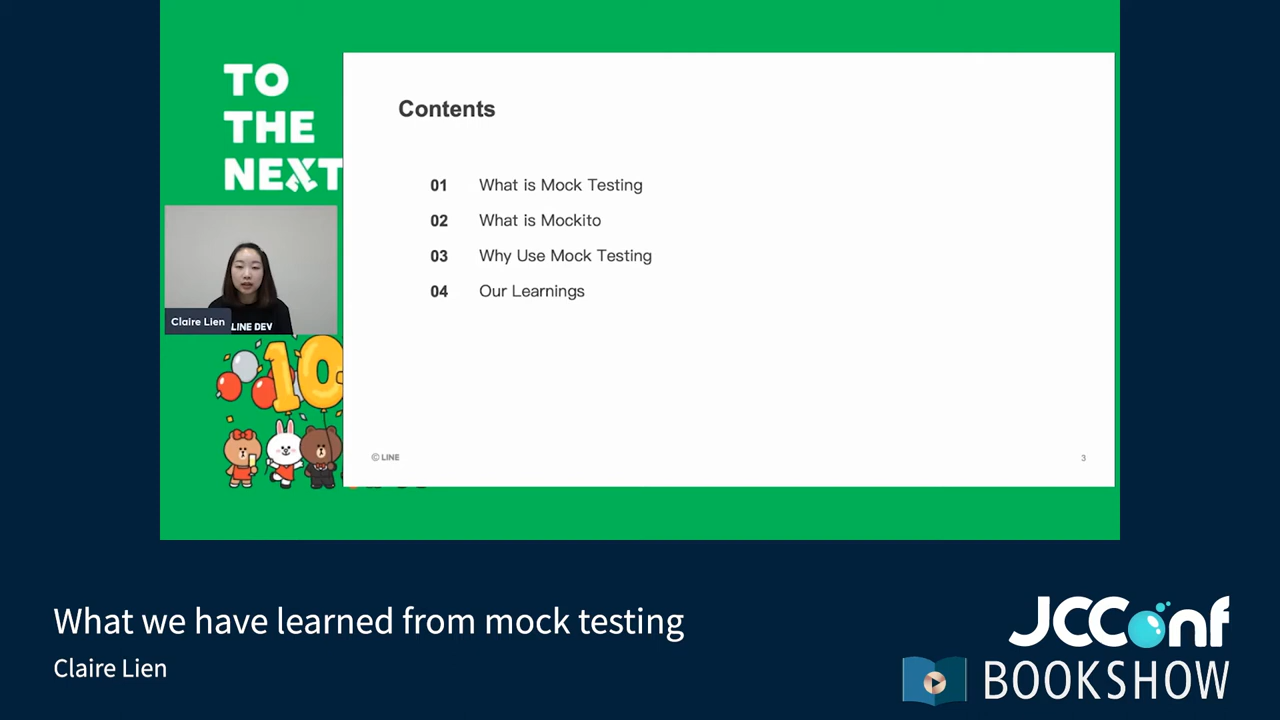 TO
THE
NEXT
Contents
01 What is Mock Testing
02 What is Mockito
03 Why Use Mock Testing
04 Our Learnings
© LINE
3
LINE DEV
Claire Lien
10
What we have learned from mock testing
Claire Lien
JCConf
BOOKSHOW